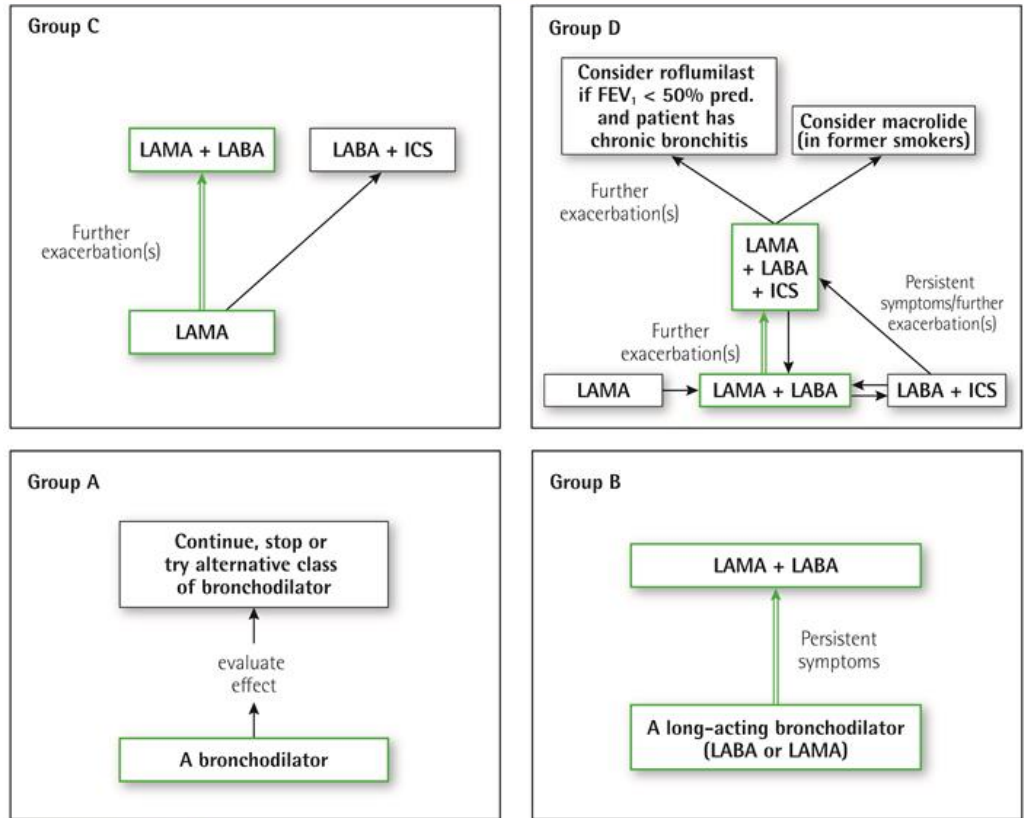 Group C
LAMA + LABA
LABA + ICS
Further
exacerbation(s)
LAMA
Group D
Consider roflumilast
if FEV₁ < 50% pred.
and patient has
chronic bronchitis
Consider macrolide
(in former smokers)
Further
exacerbation(s)
LAMA
+ LABA
+ ICS
Persistent
symptoms/further
exacerbation(s)
Further
exacerbation(s)
LAMA
LAMA + LABA
LABA + ICS
Group A
Continue, stop or
try alternative class
of bronchodilator
evaluate
effect
A bronchodilator
Group B
LAMA + LABA
Persistent
symptoms
A long-acting bronchodilator
(LABA or LAMA)